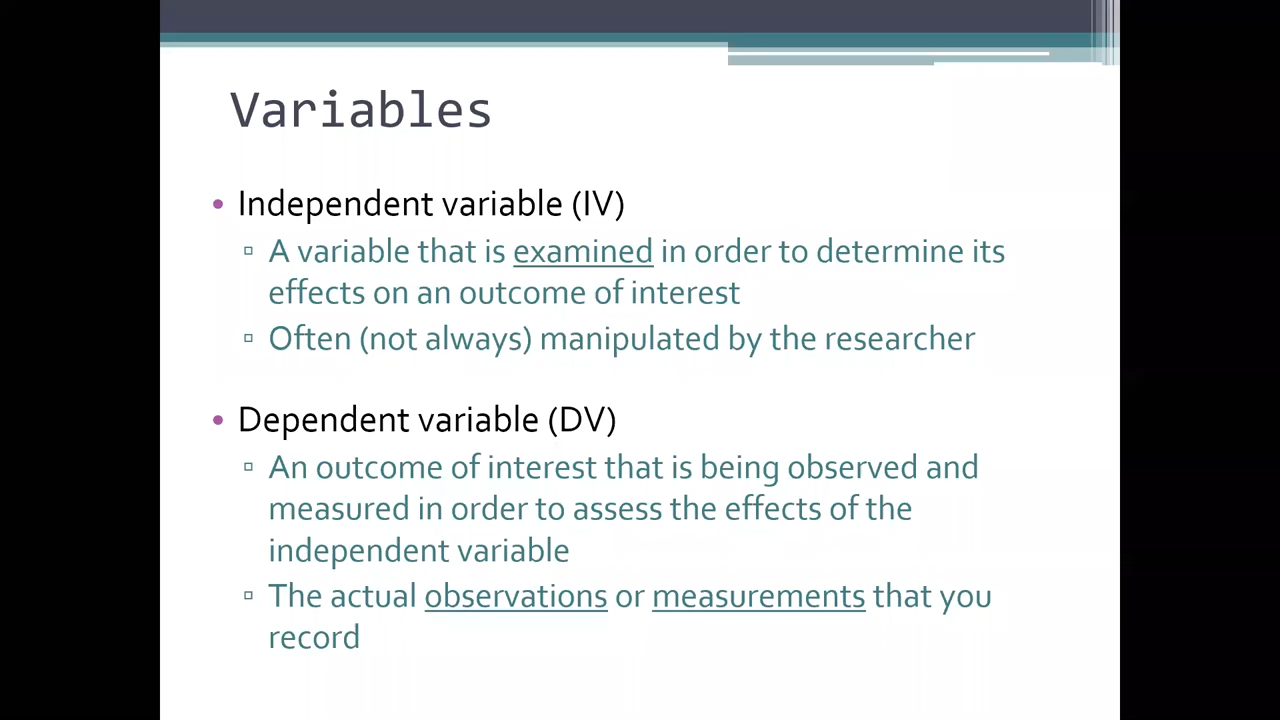 Variables
• Independent variable (IV)
▫ A variable that is examined in order to determine its
effects on an outcome of interest
▫ Often (not always) manipulated by the researcher
• Dependent variable (DV)
▫ An outcome of interest that is being observed and
measured in order to assess the effects of the
independent variable
▫ The actual observations or measurements that you
record